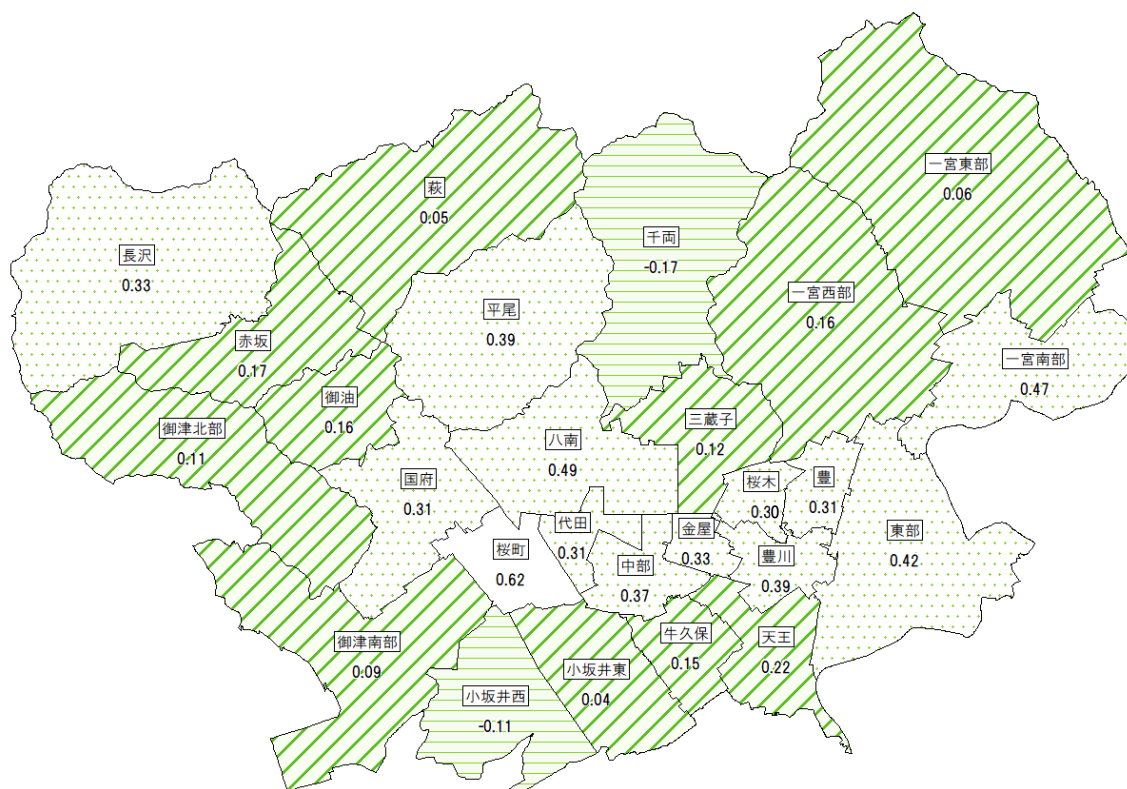 一宮東部
0.06
萩
0.05
千両
-0.17
長沢
0.33
一宮西部
0.16
平尾
0.39
赤坂
0.17
一宮南部
0.47
御油
0.16
御津北部
0.11
三蔵子
0.12
八南
0.49
国府
0.31
桜木
0.30
豊
0.31
代田
0.31
金屋
0.33
東部
0.42
桜町
0.62
中部
0.37
豊川
0.39
御津南部
0.09
牛久保
0.15
天王
0.22
小坂井東
0.04
小坂井西
-0.11